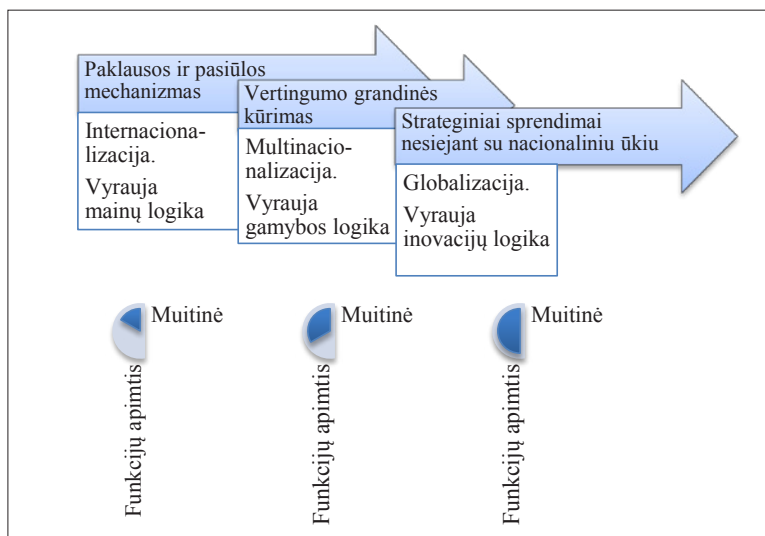 Paklausos ir pasiūlos
mechanizmas
Internaciona-
lizacija.
Vyrauja
mainų logika
Vertingumo grandinės
kūrimas
Multinacio-
nalizacija.
Vyrauja
gamybos logika
Strateginiai sprendimai
nesiejant su nacionaliniu ūkiu
Globalizacija.
Vyrauja
inovacijų logika
Muitinė
Funkcijų apimtis
Muitinė
Funkcijų apimtis
Muitinė
Funkcijų apimtis